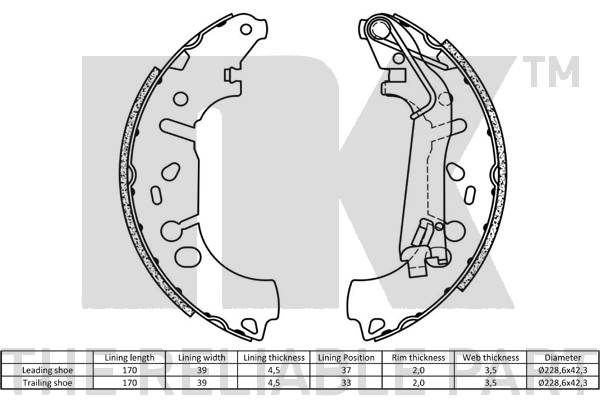 NK™
Lining length Lining width Lining thickness Lining Position Rim thickness Web thickness Diameter
Leading shoe 170 39 4,5 37 2,0 3,5 Ø228,6x42,3
Trailing shoe 170 39 4,5 33 2,0 3,5 Ø228,6x42,3
THE RELIABLE PART